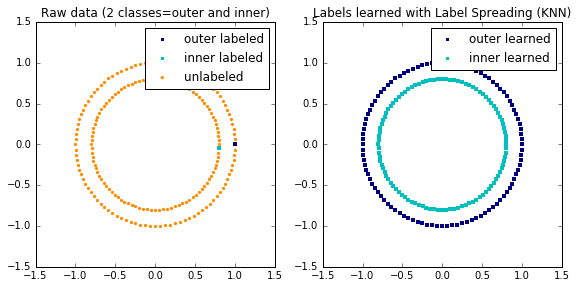 Raw data (2 classes=outer and inner)
1.5
1.0
0.5
0.0
−0.5
−1.0
−1.5
−1.5 −1.0 −0.5 0.0 0.5 1.0 1.5
outer labeled
inner labeled
unlabeled
Labels learned with Label Spreading (KNN)
1.5
1.0
0.5
0.0
−0.5
−1.0
−1.5
−1.5 −1.0 −0.5 0.0 0.5 1.0 1.5
outer learned
inner learned